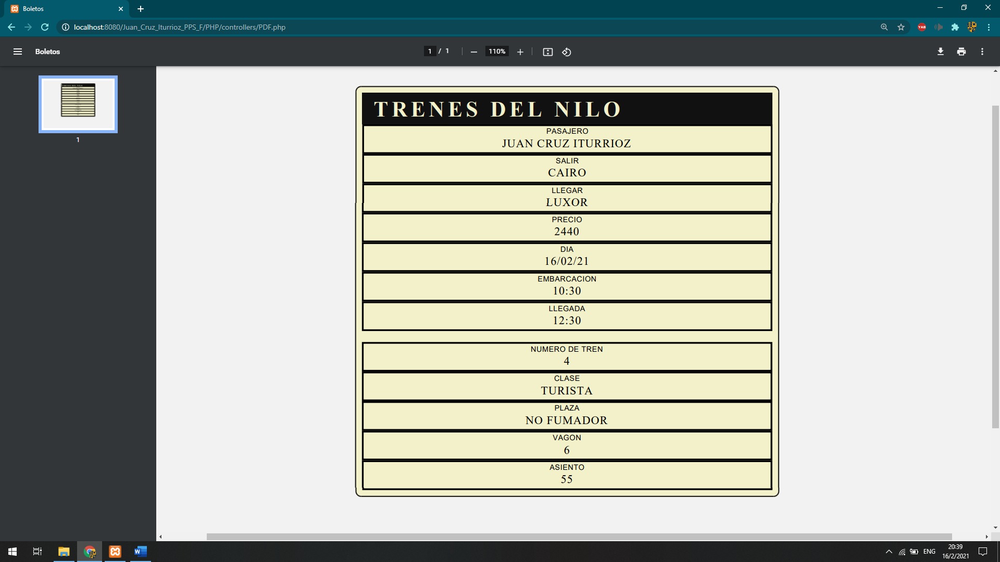 Boletos
localhost:8080/Juan_Cruz_Iturrioz_PPS_F/PHP/controllers/PDF.php
YAB
Boletos
1 / 1
110%
1
TRENES DEL NILO
PASAJERO
JUAN CRUZ ITURRIOZ
SALIR
CAIRO
LLEGAR
LUXOR
PRECIO
2440
DIA
16/02/21
EMBARCACION
10:30
LLEGADA
12:30
NUMERO DE TREN
4
CLASE
TURISTA
PLAZA
NO FUMADOR
VAGON
6
ASIENTO
55
W
ENG
20:39
16/2/2021